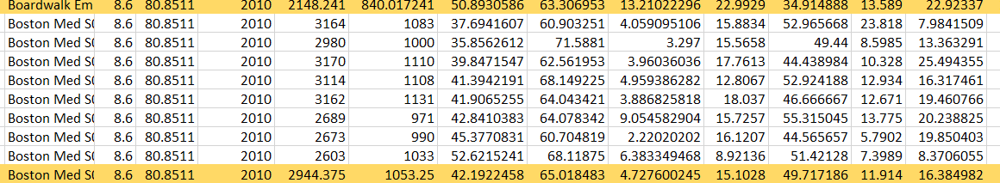 Boardwalk Em 8.6 80.8511 2010 2148.241 840.017241 50.8930586 63.306953 13.21022296 22.9929 34.914888 13.589 22.92337
Boston Med S( 8.6 80.8511 2010 3164 1083 37.6941607 60.903251 4.059095106 15.8834 52.965668 23.818 7.9841509
Boston Med S( 8.6 80.8511 2010 2980 1000 35.8562612 71.5881 3.297 15.5658 49.44 8.5985 13.363291
Boston Med S( 8.6 80.8511 2010 3170 1110 39.8471547 62.561953 3.96036036 17.7613 44.438984 10.328 25.494355
Boston Med S( 8.6 80.8511 2010 3114 1108 41.3942191 68.149225 4.959386282 12.8067 52.924188 12.934 16.317461
Boston Med S( 8.6 80.8511 2010 3162 1131 41.9065255 64.043421 3.886825818 18.037 46.666667 12.671 19.460766
Boston Med S( 8.6 80.8511 2010 2689 971 42.8410383 64.078342 9.054582904 15.7257 55.315045 13.775 20.238825
Boston Med S( 8.6 80.8511 2010 2673 990 45.3770831 60.704819 2.22020202 16.1207 44.565657 5.7902 19.850403
Boston Med S( 8.6 80.8511 2010 2603 1033 52.6215241 68.11875 6.383349468 8.92136 51.42128 7.3989 8.3706055
Boston Med S( 8.6 80.8511 2010 2944.375 1053.25 42.1922458 65.018483 4.727600245 15.1028 49.717186 11.914 16.384982